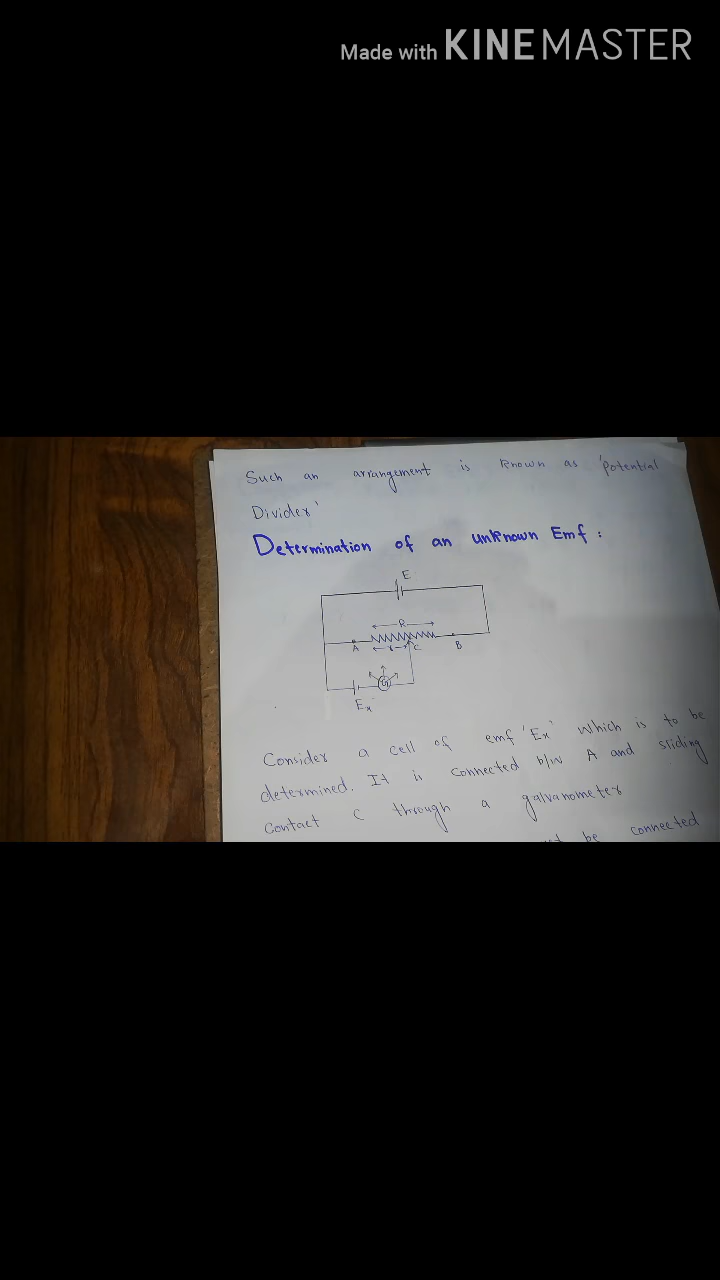 Made with KINEMASTER
Such an arrangement is known as 'potential
Divider'
Determination of an unknown Emf :
E
R
A r C B
G
Ex
Consider a cell of emf 'Ex' which is to be
determined. It is connected b/w A and sliding
Contact C through a galvanometer
be connected